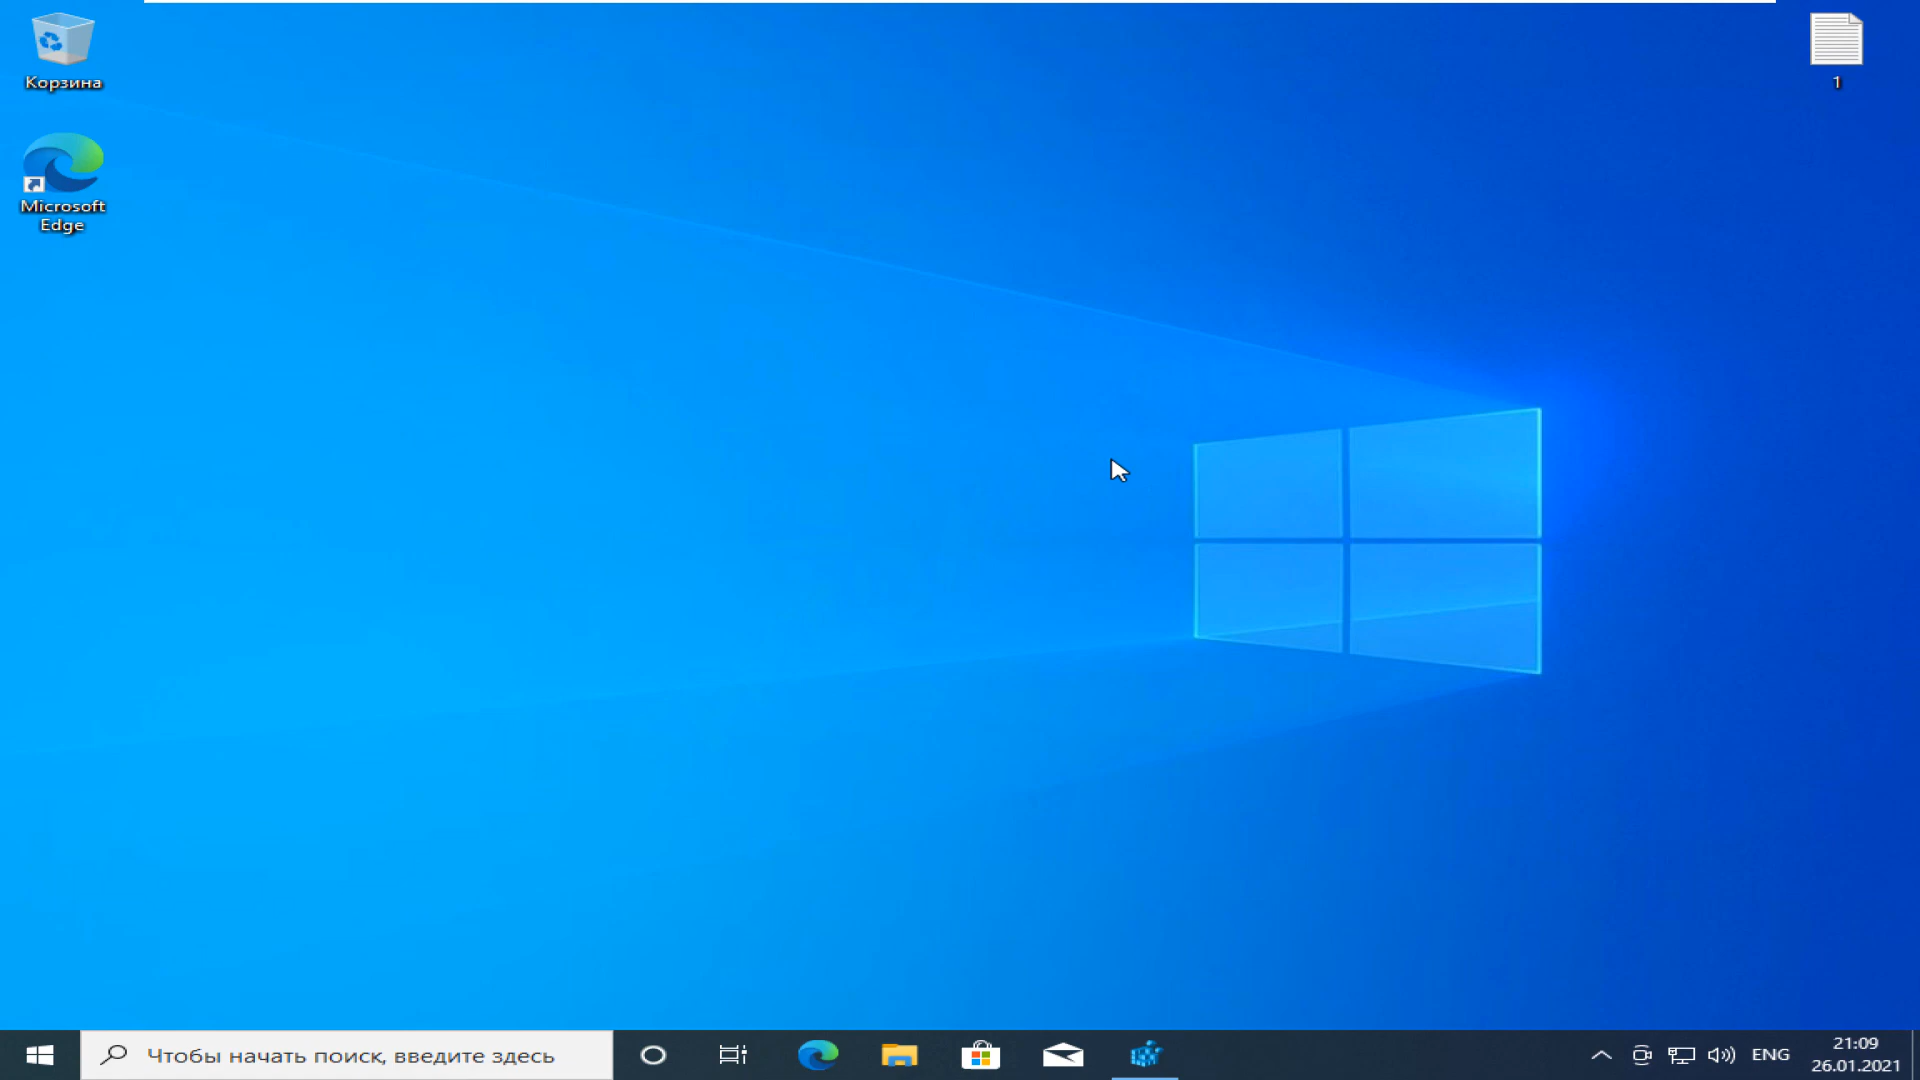 Корзина
1
Microsoft
Edge
Чтобы начать поиск, введите здесь
ENG
21:09
26.01.2021